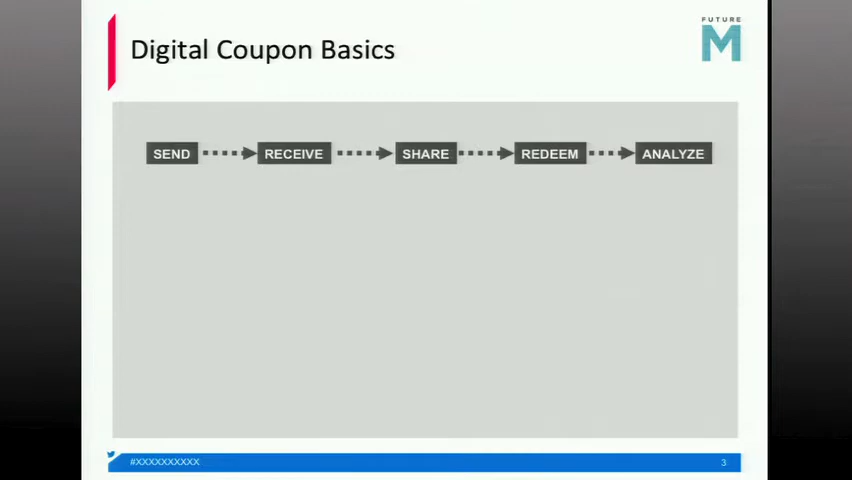 FUTURE
M
Digital Coupon Basics
SEND RECEIVE SHARE REDEEM ANALYZE
#XXXXXXXXXX 3